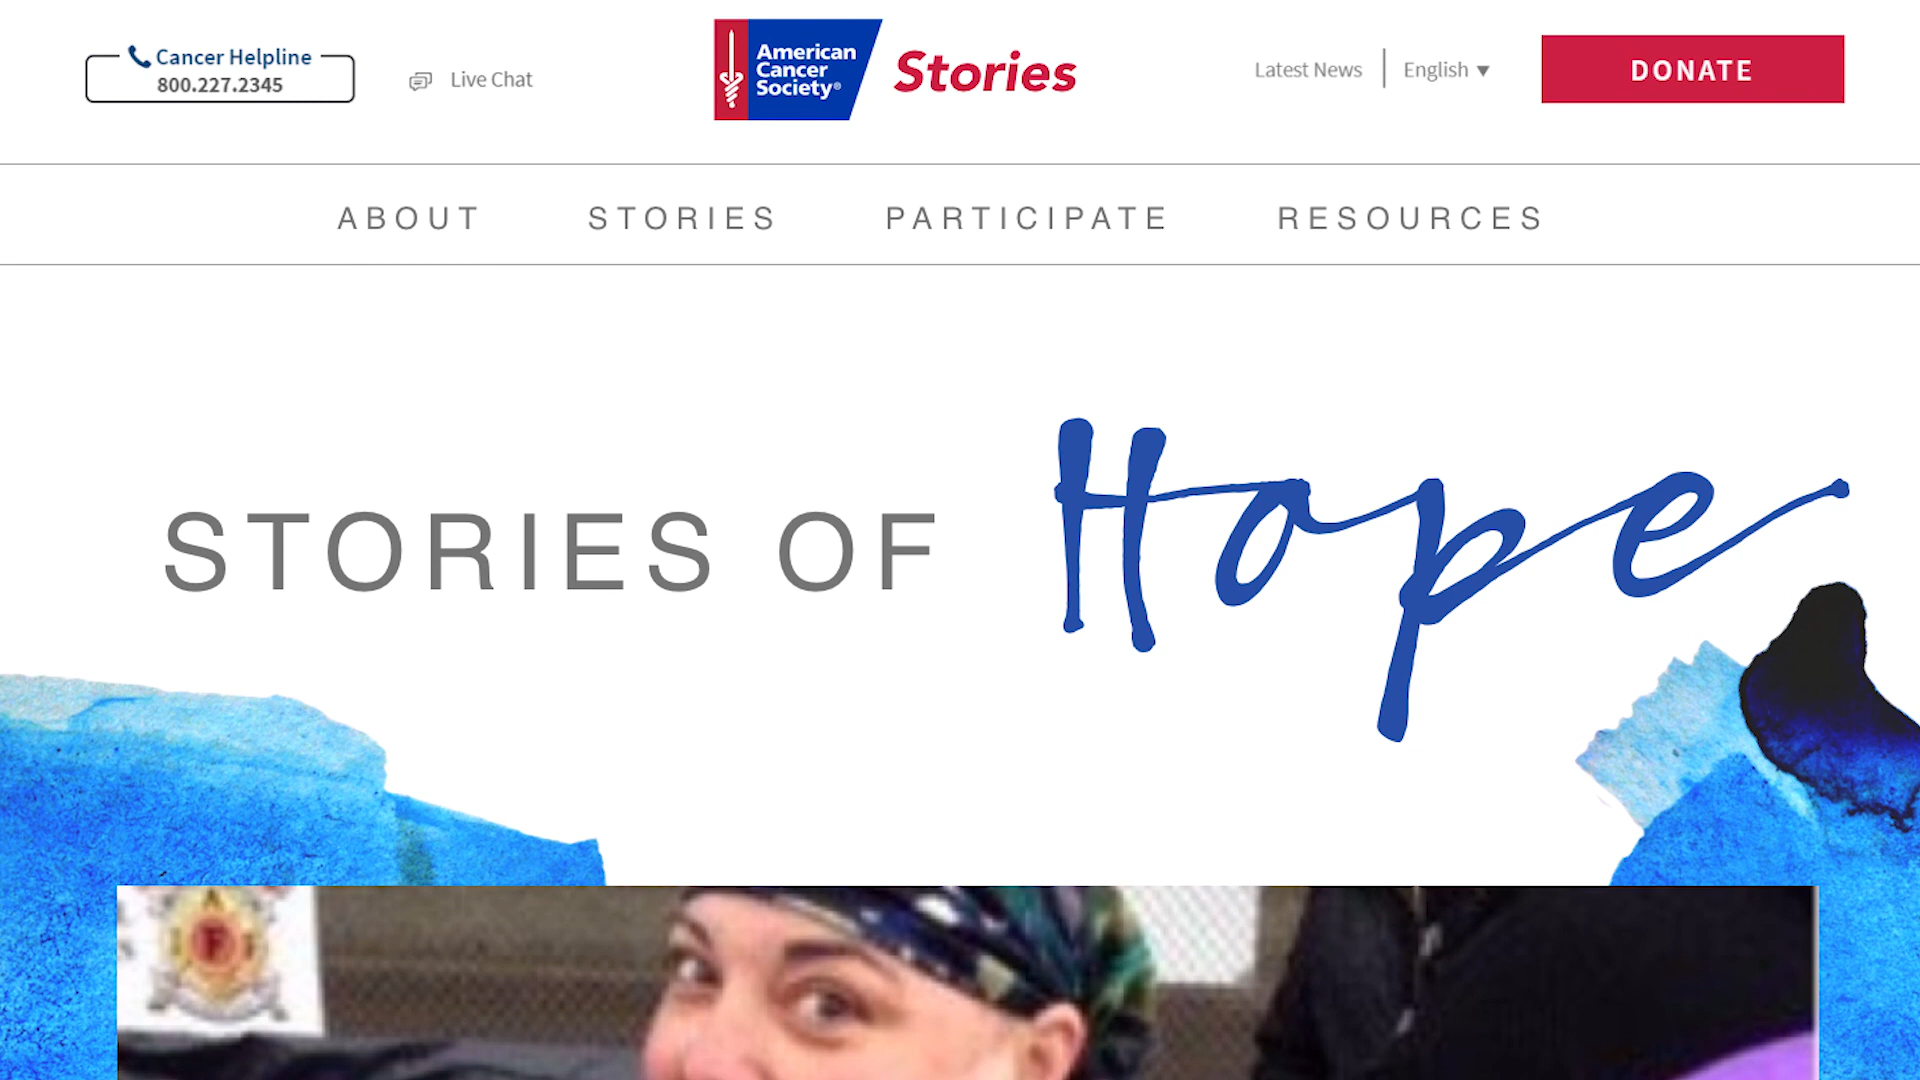 Cancer Helpline
800.227.2345
Live Chat
American
Cancer
Society®
Stories
Latest News
English
DONATE
ABOUT STORIES PARTICIPATE RESOURCES
STORIES OF Hope
F